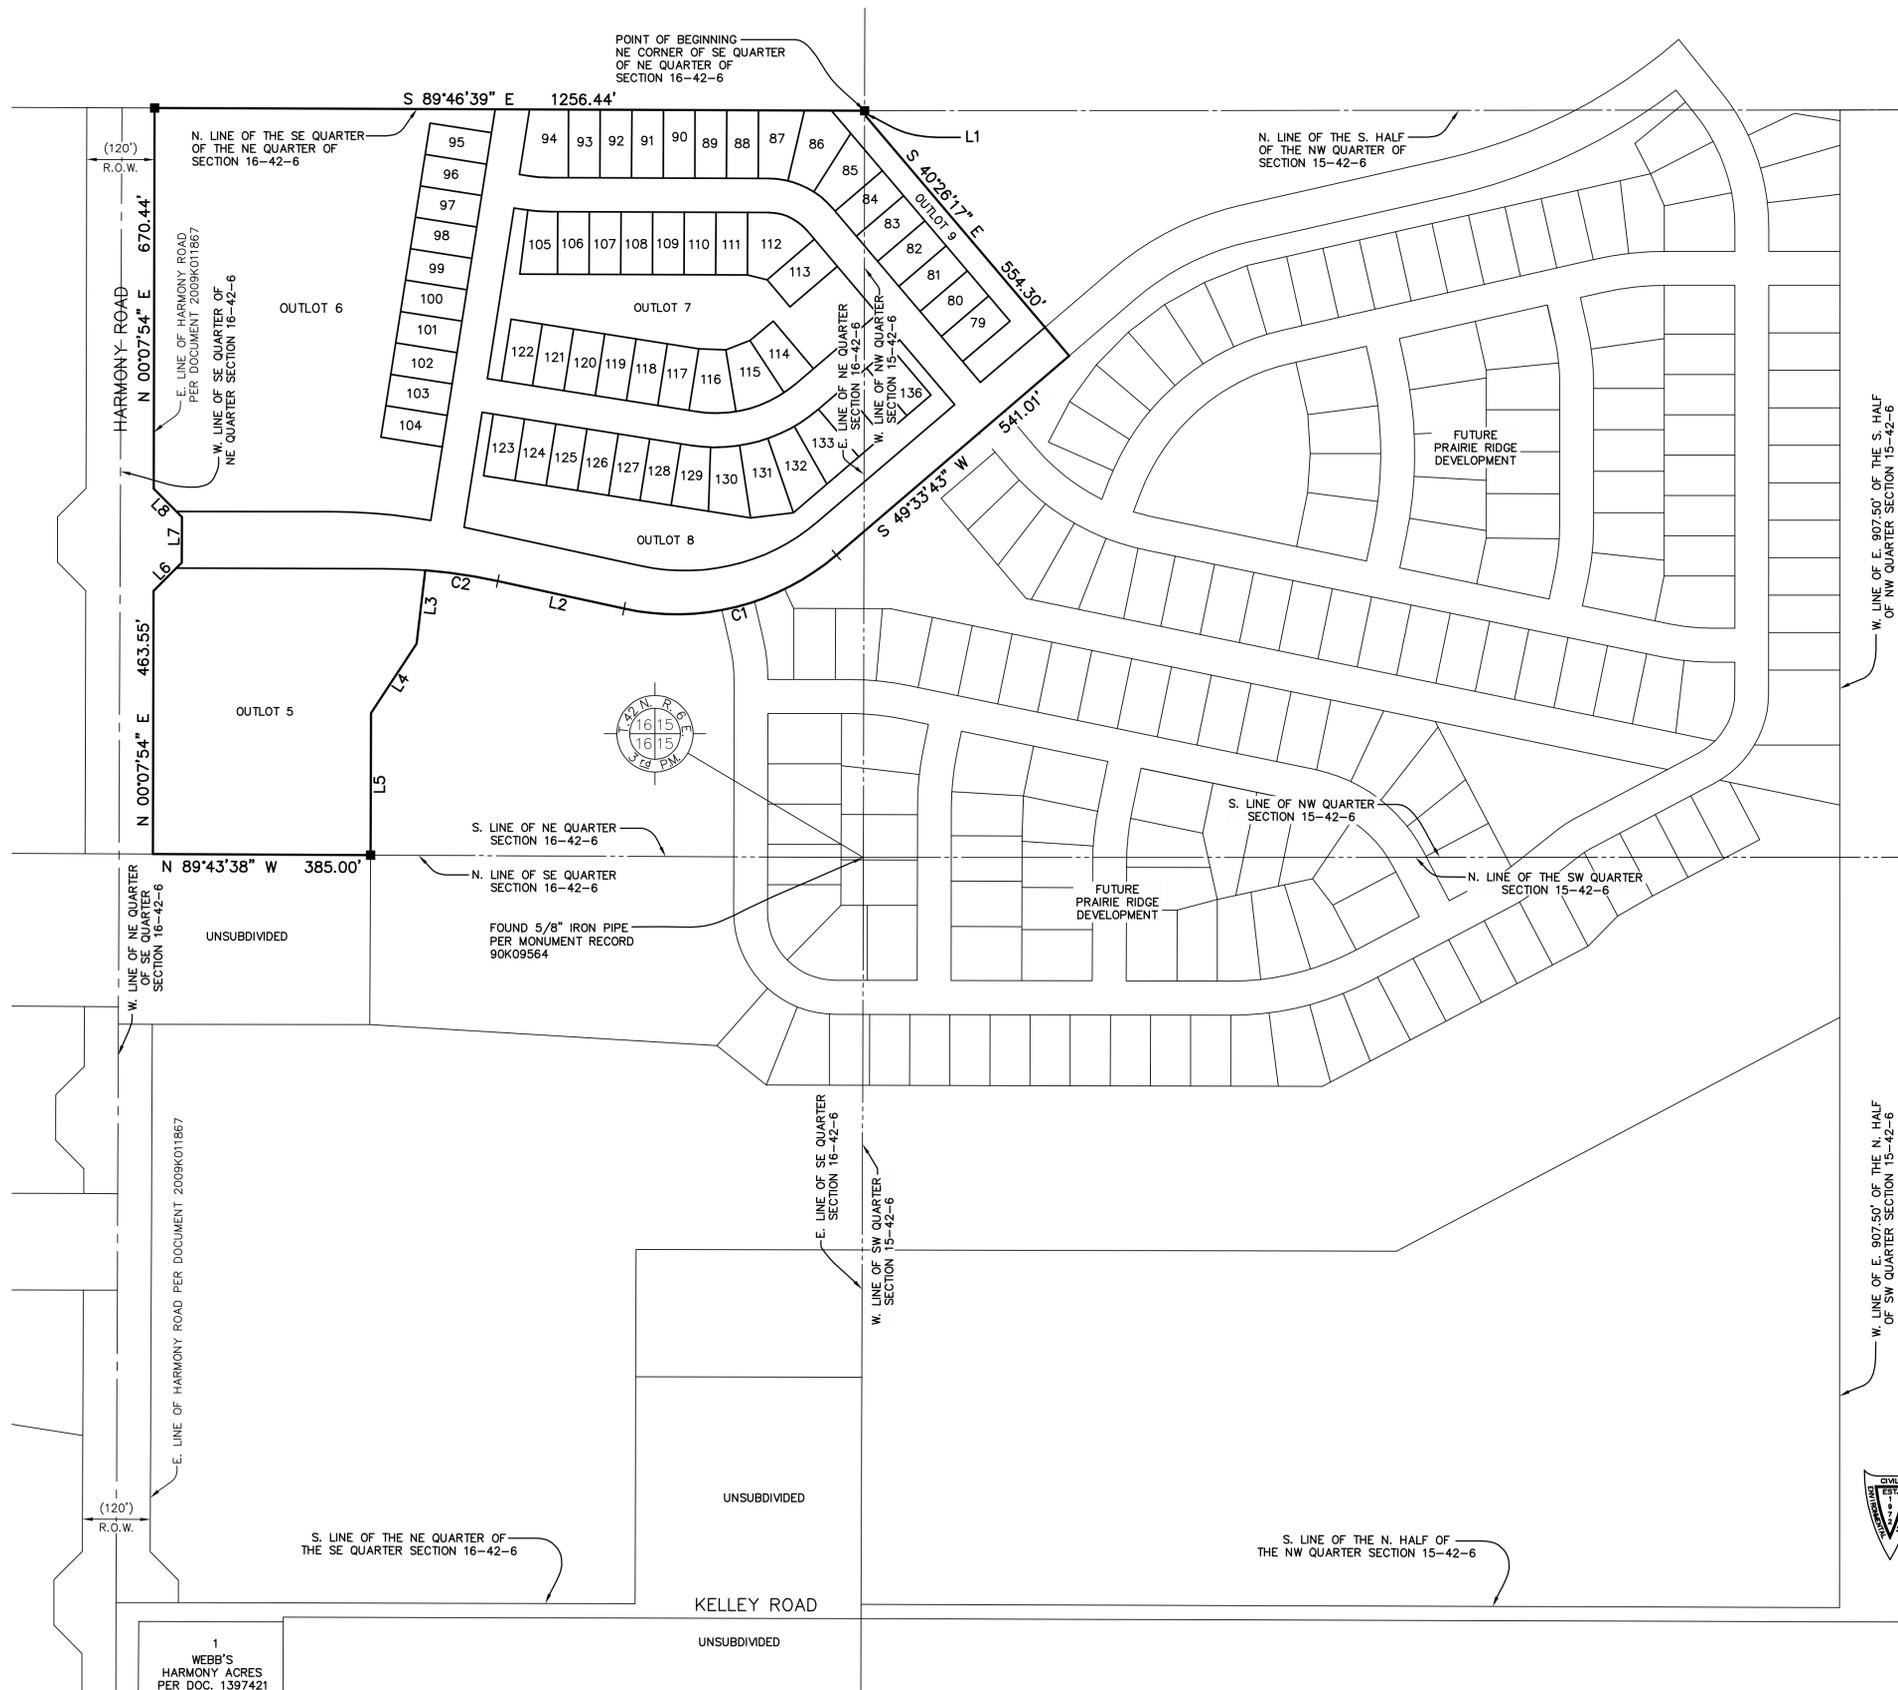 POINT OF BEGINNING
NE CORNER OF SE QUARTER
OF NE QUARTER OF
SECTION 16-42-6
S 89°46'39" E 1256.44'
L1
N. LINE OF THE SE QUARTER
OF THE NE QUARTER OF
SECTION 16-42-6
N. LINE OF THE S. HALF
OF THE NW QUARTER OF
SECTION 15-42-6
(120')
R.O.W.
HARMONY ROAD
N 00°07'54" E 670.44'
E. LINE OF HARMONY ROAD
PER DOCUMENT 2009K011867
W. LINE OF SE QUARTER OF
NE QUARTER SECTION 16-42-6
94
93
92
91
90
89
88
87
86
85
84
83
82
81
80
79
OUTLOT 9
S 40°26'17" E 554.30'
95
96
97
98
99
100
101
102
103
104
OUTLOT 6
105
106
107
108
109
110
111
112
113
OUTLOT 7
122
121
120
119
118
117
116
115
114
E. LINE OF NE QUARTER
SECTION 16-42-6
W. LINE OF NW QUARTER
SECTION 15-42-6
136
123
124
125
126
127
128
129
130
131
132
133
S 49°33'43" W 541.01'
OUTLOT 8
FUTURE
PRAIRIE RIDGE
DEVELOPMENT
W. LINE OF E. 907.50' OF THE S. HALF
OF NW QUARTER SECTION 15-42-6
L8
L7
L6
C2
L2
C1
L3
L4
L5
N 00°07'54" E 463.55'
OUTLOT 5
T. 42 N. R. 6 E.
16 15
16 15
3rd P.M.
S. LINE OF NE QUARTER
SECTION 16-42-6
S. LINE OF NW QUARTER
SECTION 15-42-6
N 89°43'38" W 385.00'
N. LINE OF SE QUARTER
SECTION 16-42-6
N. LINE OF THE SW QUARTER
SECTION 15-42-6
FUTURE
PRAIRIE RIDGE
DEVELOPMENT
W. LINE OF NE QUARTER
OF SE QUARTER
SECTION 16-42-6
UNSUBDIVIDED
FOUND 5/8" IRON PIPE
PER MONUMENT RECORD
90K09564
E. LINE OF SE QUARTER
SECTION 16-42-6
W. LINE OF SW QUARTER
SECTION 15-42-6
W. LINE OF E. 907.50' OF THE N. HALF
OF SW QUARTER SECTION 15-42-6
E. LINE OF HARMONY ROAD PER DOCUMENT 2009K011867
(120')
R.O.W.
UNSUBDIVIDED
S. LINE OF THE NE QUARTER OF
THE SE QUARTER SECTION 16-42-6
S. LINE OF THE N. HALF OF
THE NW QUARTER SECTION 15-42-6
CIVIL
EST.
1972
ENVIRONMENTAL
KELLEY ROAD
UNSUBDIVIDED
1
WEBB'S
HARMONY ACRES
PER DOC. 1397421